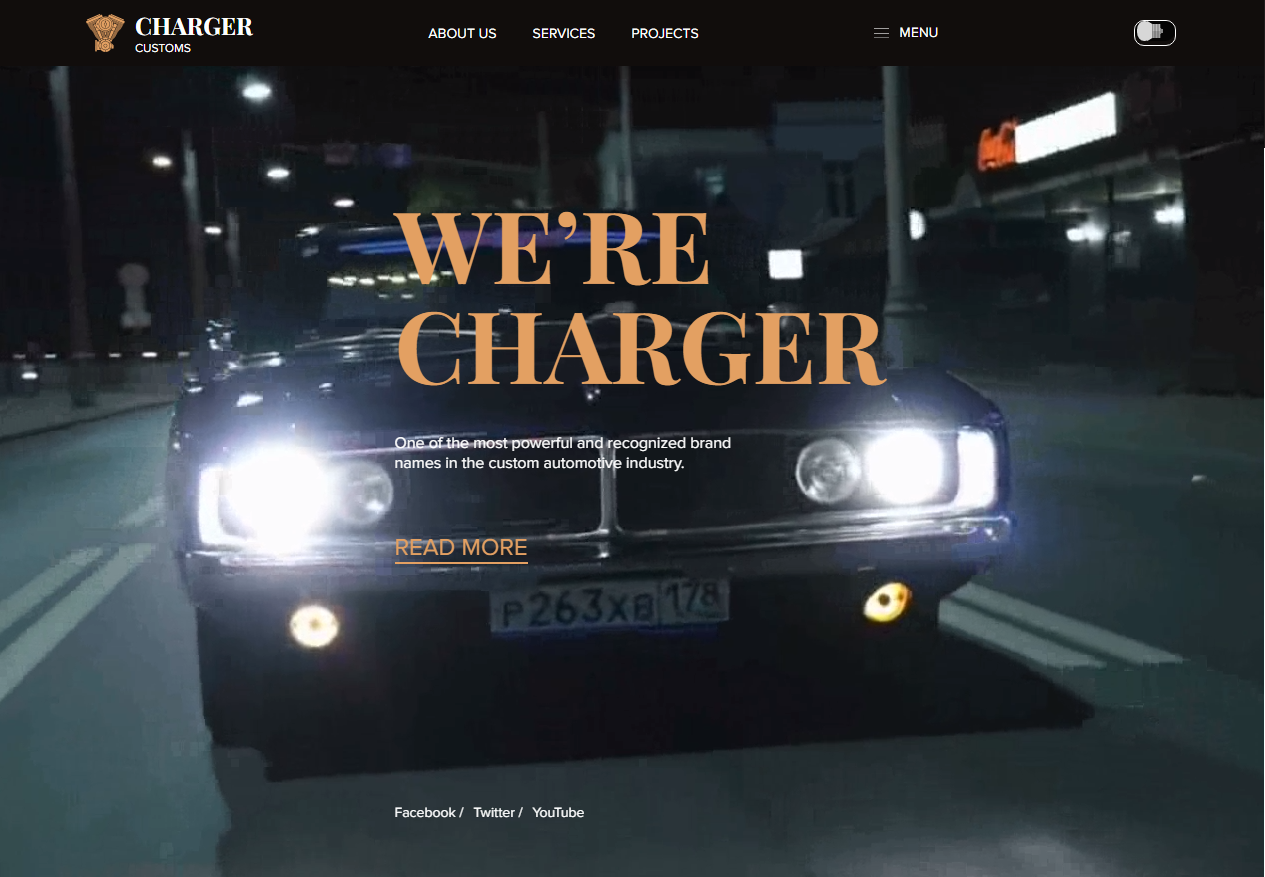 CHARGER
CUSTOMS
ABOUT US
SERVICES
PROJECTS
MENU
WE’RE
CHARGER
One of the most powerful and recognized brand
names in the custom automotive industry.
READ MORE
Р263ХВ 178
Facebook / Twitter / YouTube